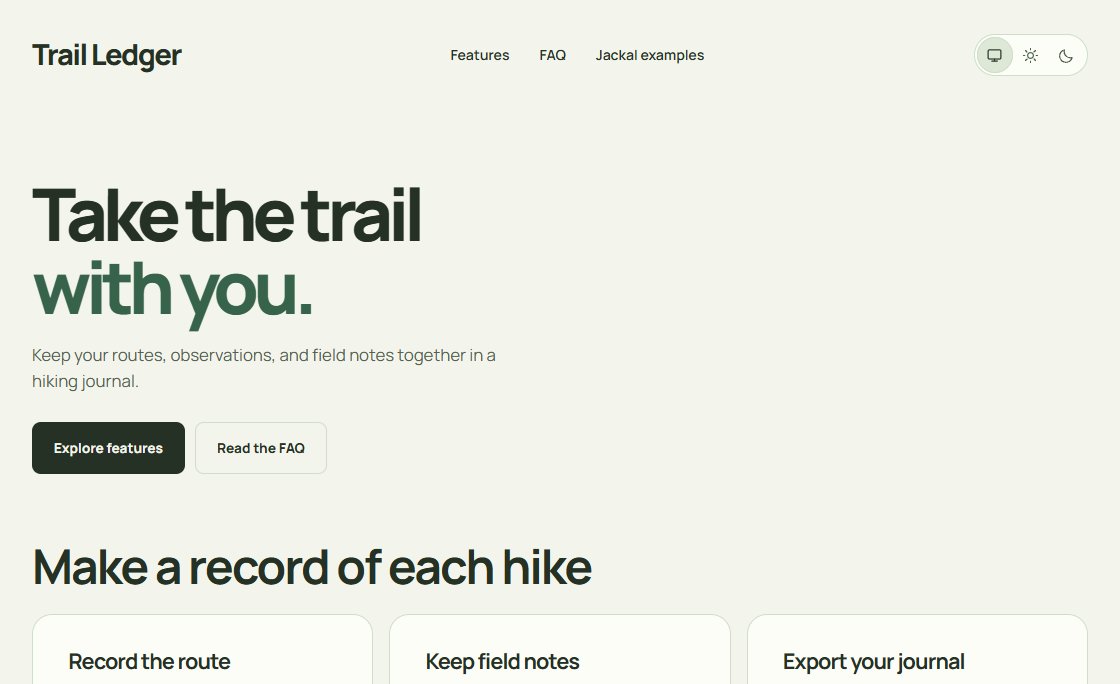 Trail Ledger
Features
FAQ
Jackal examples
Take the trail
with you.
Keep your routes, observations, and field notes together in a
hiking journal.
Explore features
Read the FAQ
Make a record of each hike
Record the route
Keep field notes
Export your journal